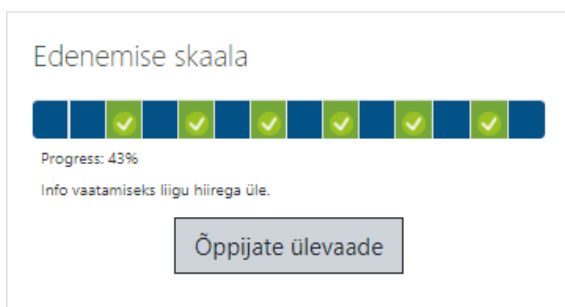 Edenemise skaala
Progress: 43%
Info vaatamiseks liigu hiirega üle.
Õppijate ülevaade